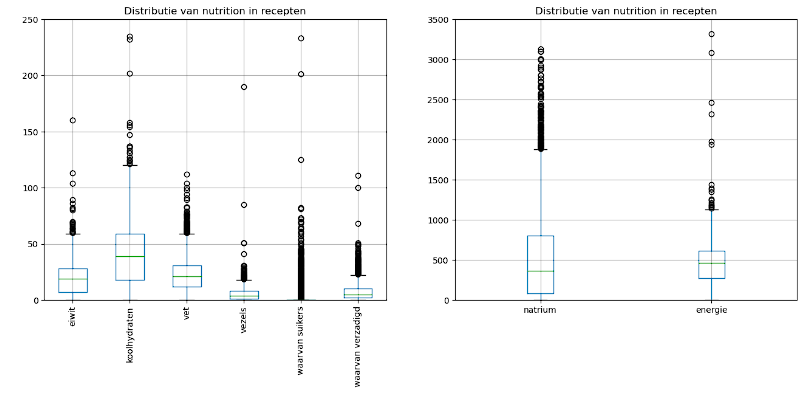 Distributie van nutrition in recepten
250
200
150
100
50
0
eiwit
koolhydraten
vet
vezels
waarvan suikers
waarvan verzadigd
Distributie van nutrition in recepten
3500
3000
2500
2000
1500
1000
500
0
natrium
energie